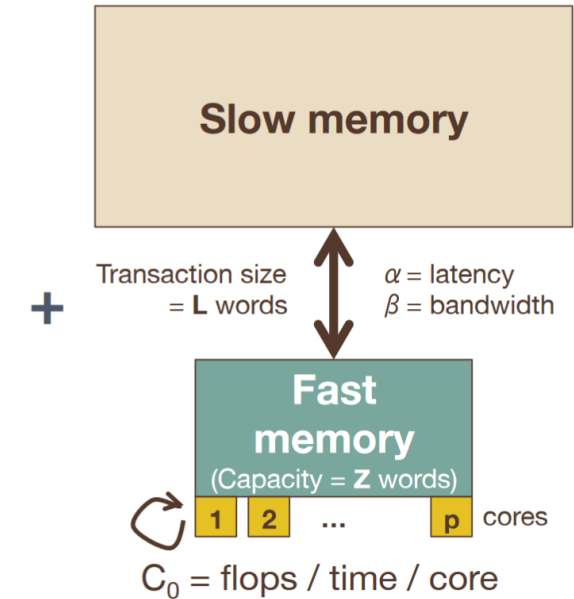 Slow memory
Transaction size
= L words
α = latency
β = bandwidth
+
Fast
memory
(Capacity = Z words)
1 2 ... p cores
C₀ = flops / time / core